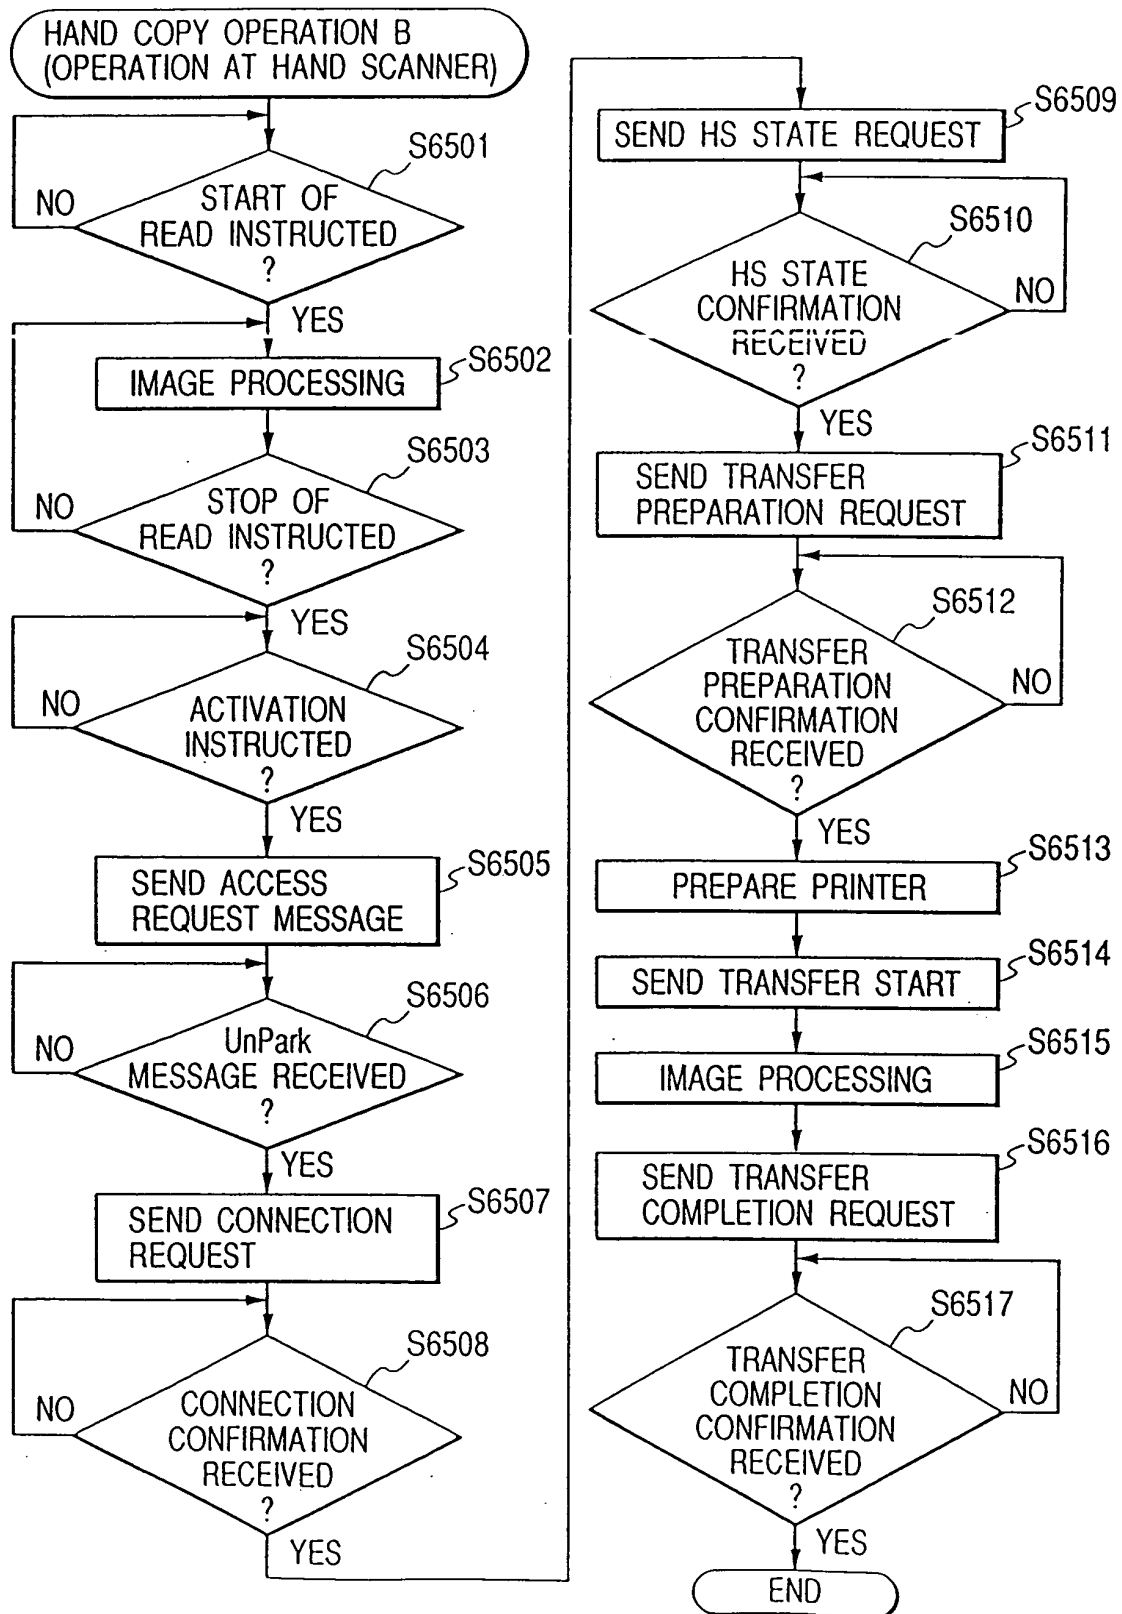 HAND COPY OPERATION B
(OPERATION AT HAND SCANNER)
S6501
START OF
READ INSTRUCTED
?
NO
YES
S6502
IMAGE PROCESSING
S6503
STOP OF
READ INSTRUCTED
?
NO
YES
S6504
ACTIVATION
INSTRUCTED
?
NO
YES
S6505
SEND ACCESS
REQUEST MESSAGE
S6506
UnPark
MESSAGE RECEIVED
?
NO
YES
S6507
SEND CONNECTION
REQUEST
S6508
CONNECTION
CONFIRMATION
RECEIVED
?
NO
YES
S6509
SEND HS STATE REQUEST
S6510
HS STATE
CONFIRMATION
RECEIVED
?
NO
YES
S6511
SEND TRANSFER
PREPARATION REQUEST
S6512
TRANSFER
PREPARATION
CONFIRMATION
RECEIVED
?
NO
YES
S6513
PREPARE PRINTER
S6514
SEND TRANSFER START
S6515
IMAGE PROCESSING
S6516
SEND TRANSFER
COMPLETION REQUEST
S6517
TRANSFER
COMPLETION
CONFIRMATION
RECEIVED
?
NO
YES
END